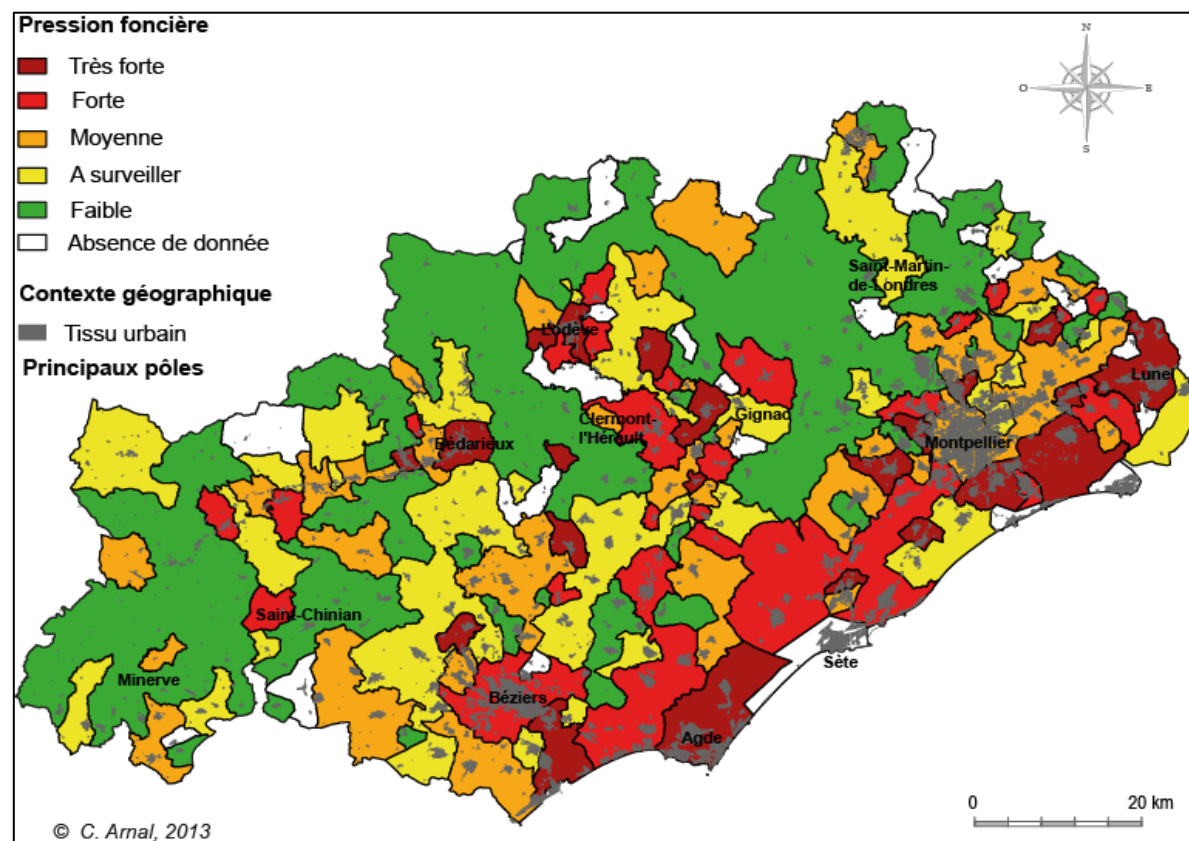 Pression foncière
Très forte
Forte
Moyenne
A surveiller
Faible
Absence de donnée
Contexte géographique
Tissu urbain
Principaux pôles
N
O
E
S
Saint-Martin-
de-Londres
Lodève
Lunel
Clermont-
l'Hérault
Gignac
Bédarieux
Montpellier
Saint-Chinian
Minerve
Sète
Béziers
Agde
0
20 km
© C. Arnal, 2013